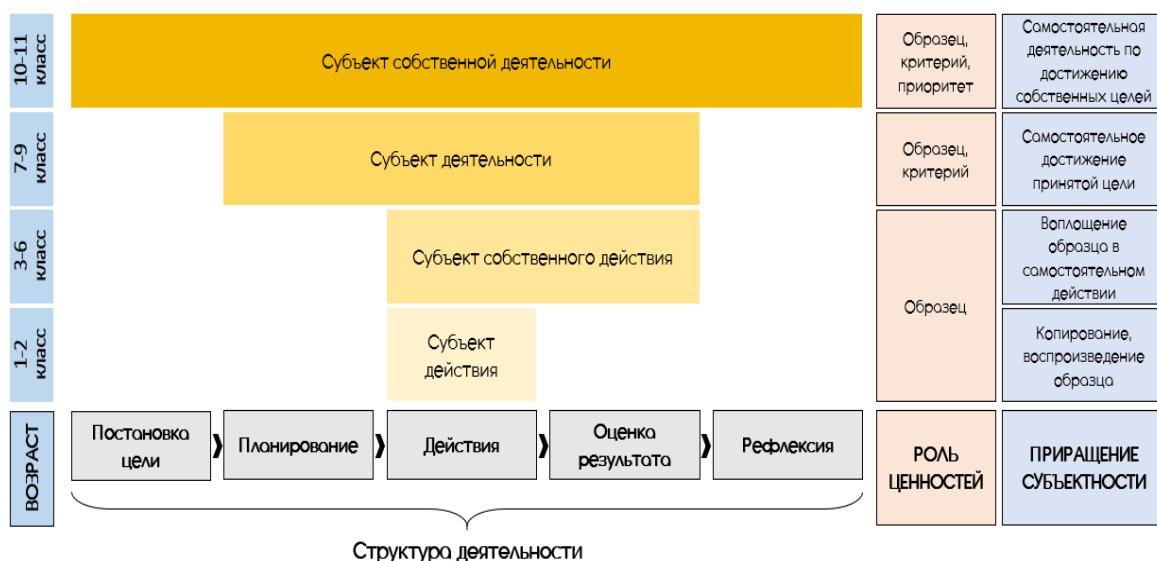 10-11
класс
Субъект собственной деятельности
Образец,
критерий,
приоритет
Самостоятельная
деятельность по
достижению
собственных целей
7-9
класс
Субъект деятельности
Образец,
критерий
Самостоятельное
достижение
принятой цели
3-6
класс
Субъект собственного действия
Воплощение
образца в
самостоятельном
действии
Образец
1-2
класс
Субъект
действия
Копирование,
воспроизведение
образца
ВОЗРАСТ
Постановка
цели
Планирование
Действия
Оценка
результата
Рефлексия
РОЛЬ
ЦЕННОСТЕЙ
ПРИРАЩЕНИЕ
СУБЪЕКТНОСТИ
Структура деятельности